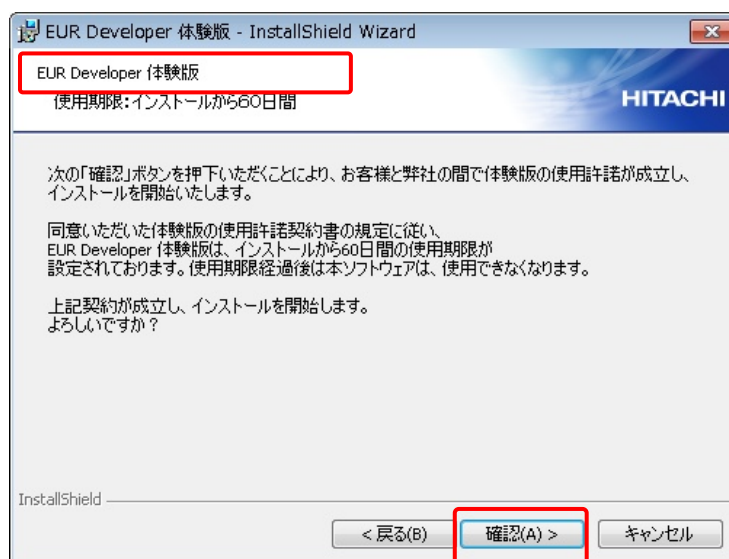 EUR Developer 体験版 - InstallShield Wizard
EUR Developer 体験版
使用期限:インストールから60日間
HITACHI
次の「確認」ボタンを押下いただくことにより、お客様と弊社の間で体験版の使用許諾が成立し、
インストールを開始いたします。
同意いただいた体験版の使用許諾契約書の規定に従い、
EUR Developer 体験版は、インストールから60日間の使用期限が
設定されております。使用期限経過後は本ソフトウェアは、使用できなくなります。
上記契約が成立し、インストールを開始します。
よろしいですか？
InstallShield
< 戻る(B) 確認(A) > キャンセル